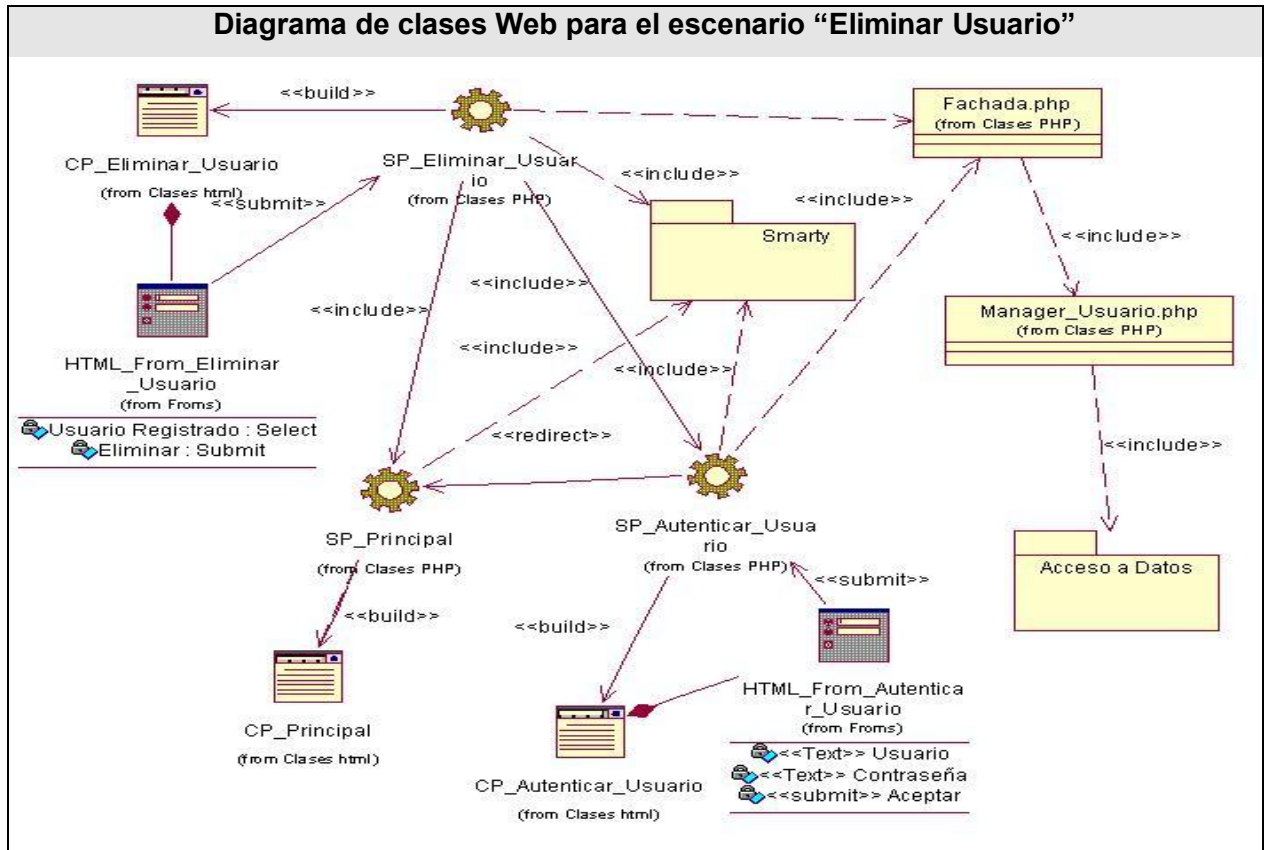 Diagrama de clases Web para el escenario “Eliminar Usuario”
<<build>>
CP_Eliminar_Usuario
(from Clases html)
SP_Eliminar_Usuar
io
(from Clases PHP)
Fachada.php
(from Clases PHP)
<<submit>>
<<include>>
<<include>>
Smarty
<<include>>
HTML_From_Eliminar
_Usuario
(from Froms)
Usuario Registrado : Select
Eliminar : Submit
<<include>>
<<include>>
<<include>>
<<include>>
<<redirect>>
Manager_Usuario.php
(from Clases PHP)
<<include>>
SP_Principal
(from Clases PHP)
SP_Autenticar_Usua
rio
(from Clases PHP)
Acceso a Datos
<<build>>
<<build>>
<<submit>>
CP_Principal
(from Clases html)
CP_Autenticar_Usuario
(from Clases html)
HTML_From_Autentica
r_Usuario
(from Froms)
<<Text>> Usuario
<<Text>> Contraseña
<<submit>> Aceptar